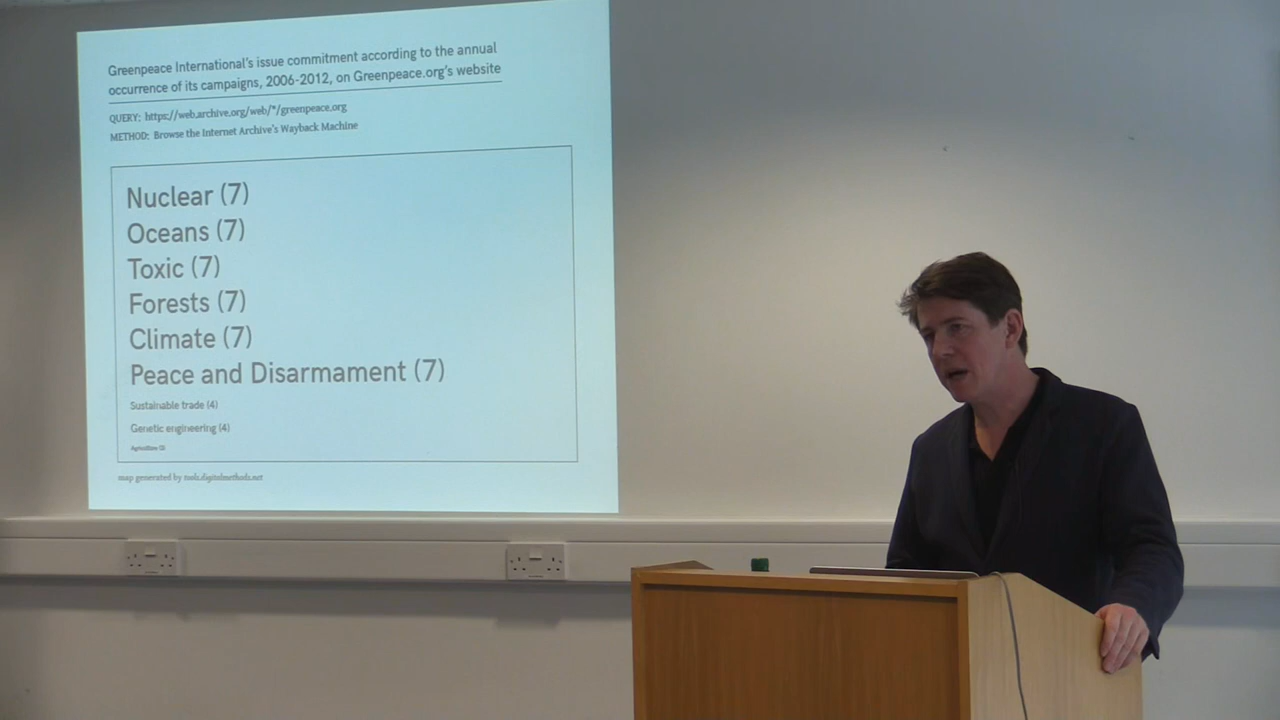 Greenpeace International's issue commitment according to the annual
occurrence of its campaigns, 2006-2012, on Greenpeace.org's website
QUERY: https://web.archive.org/web/*/greenpeace.org
METHOD: Browse the Internet Archive's Wayback Machine
Nuclear (7)
Oceans (7)
Toxic (7)
Forests (7)
Climate (7)
Peace and Disarmament (7)
Sustainable trade (4)
Genetic engineering (4)
Agriculture
map generated by tools.digitalmethods.net